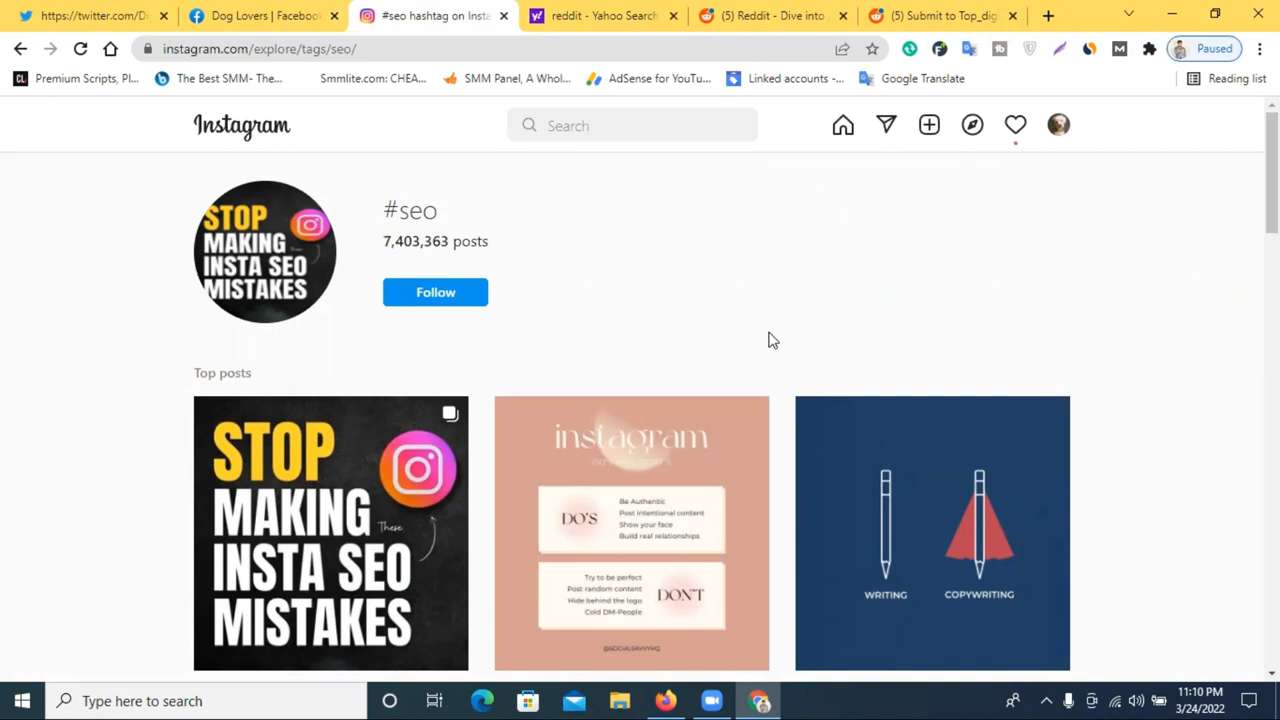 https://twitter.com/Di
Dog Lovers | Facebook
#seo hashtag on Insta
reddit - Yahoo Search
(5) Reddit - Dive into
(5) Submit to Top_dig
instagram.com/explore/tags/seo/
Paused
Premium Scripts, Pl...
The Best SMM- The...
Smmlite.com: CHEA...
SMM Panel, A Whol...
AdSense for YouTu...
Linked accounts -...
Google Translate
Reading list
Instagram
Search
STOP
MAKING
INSTA SEO
MISTAKES
#seo
7,403,363 posts
Follow
Top posts
STOP
MAKING These
INSTA SEO
MISTAKES
instagram
DO'S
Be Authentic
Post intentional content
Show your face
Build real relationships
Try to be perfect
Post random content
Hide behind the logo
Cold DM-People
DON'T
@SOCIALSAVVYHQ
WRITING
COPYWRITING
Type here to search
11:10 PM
3/24/2022